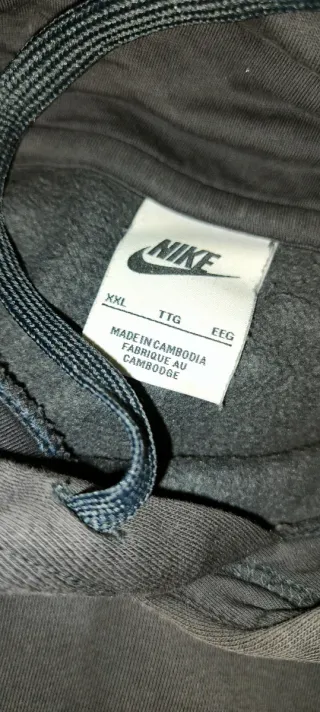 NIKE
XXL TTG EEG
MADE IN CAMBODIA
FABRIQUE AU
CAMBODGE